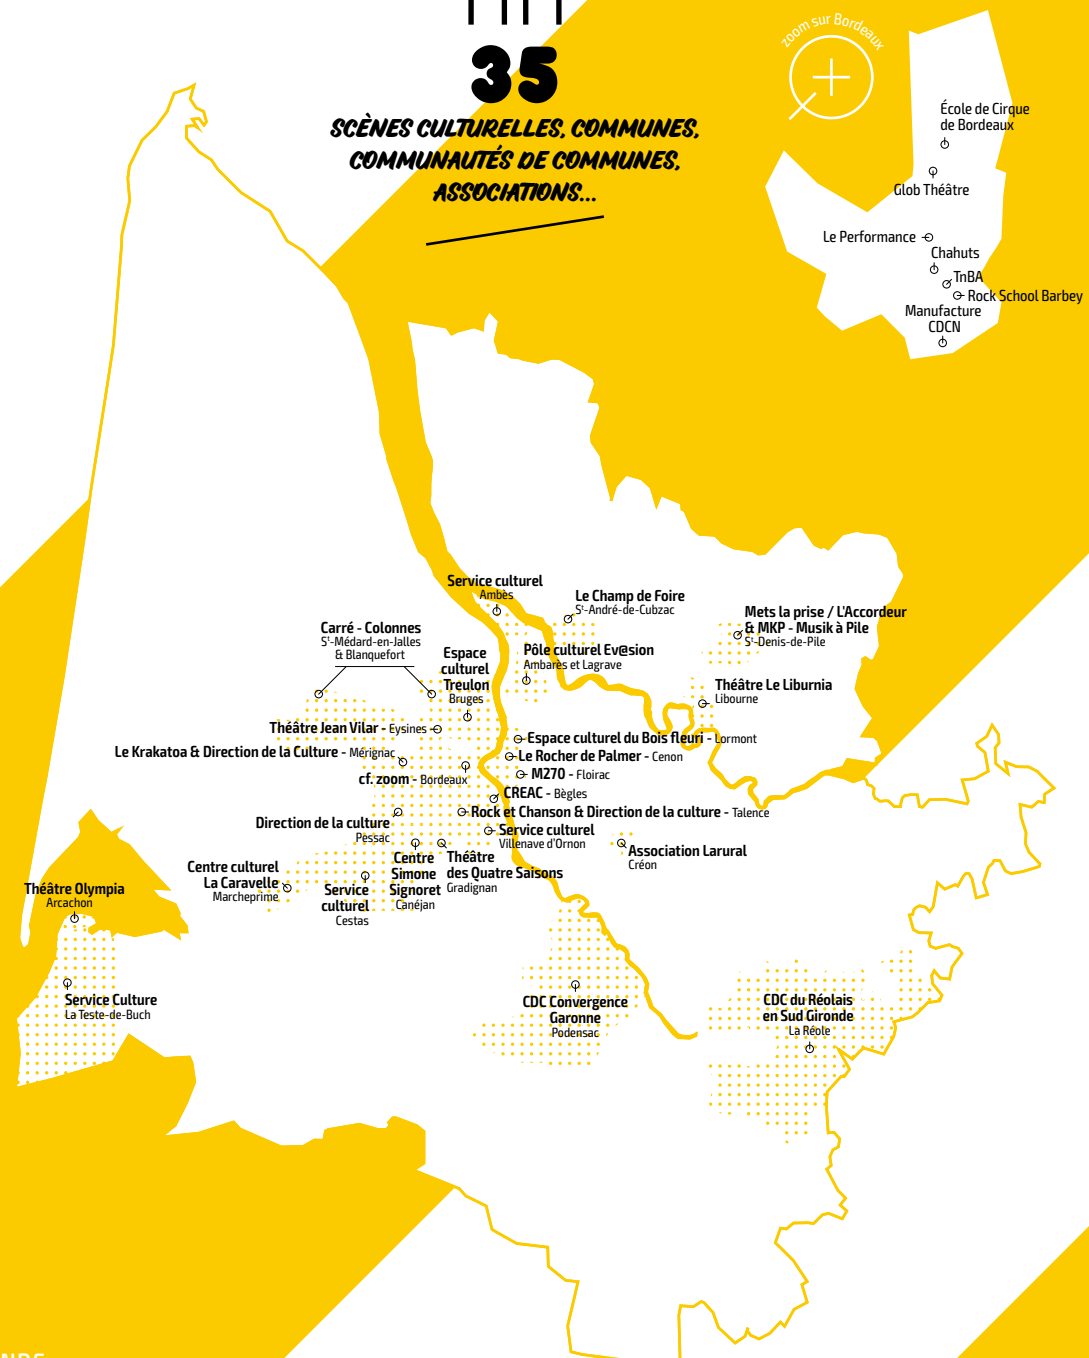 35
SCÈNES CULTURELLES, COMMUNES,
COMMUNAUTÉS DE COMMUNES,
ASSOCIATIONS...
zoom sur Bordeaux
École de Cirque
de Bordeaux
Glob Théâtre
Le Performance
Chahuts
TnBA
Rock School Barbey
Manufacture
CDCN
Service culturel
Ambès
Le Champ de Foire
St-André-de-Cubzac
Mets la prise / L'Accordeur
& MKP - Musik à Pile
St-Denis-de-Pile
Carré - Colonnes
St-Médard-en-Jalles
& Blanquefort
Espace
culturel
Treulon
Bruges
Pôle culturel Ev@sion
Ambarès et Lagrave
Théâtre Le Liburnia
Libourne
Théâtre Jean Vilar - Eysines
Espace culturel du Bois fleuri - Lormont
Le Krakatoa & Direction de la Culture - Mérignac
Le Rocher de Palmer - Cenon
cf. zoom - Bordeaux
M270 - Floirac
CREAC - Bègles
Rock et Chanson & Direction de la culture - Talence
Direction de la culture
Pessac
Service culturel
Villenave d'Ornon
Association Larural
Créon
Centre culturel
La Caravelle
Marcheprime
Service
culturel
Cestas
Centre
Simone
Signoret
Canéjan
Théâtre
des Quatre Saisons
Gradignan
Théâtre Olympia
Arcachon
Service Culture
La Teste-de-Buch
CDC Convergence
Garonne
Podensac
CDC du Réolais
en Sud Gironde
La Réole